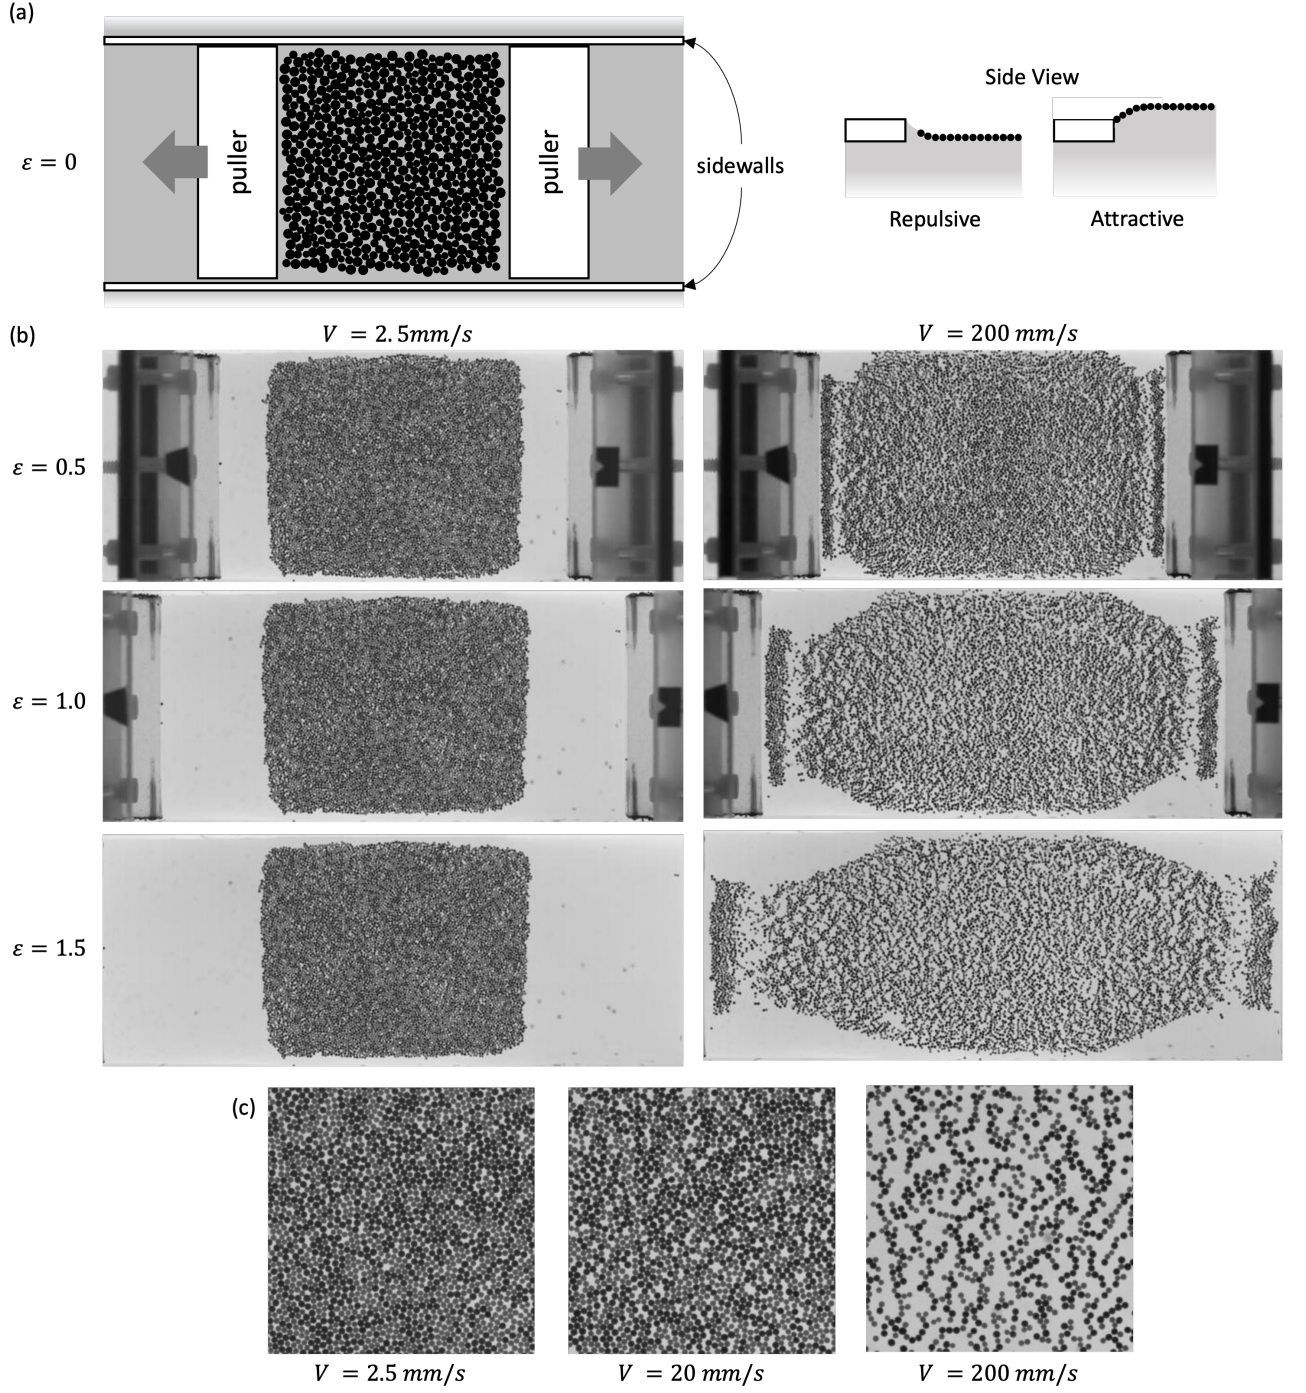 (a)
puller
puller
ε = 0
sidewalls
Side View
Repulsive
Attractive
(b)
V = 2.5mm/s
V = 200 mm/s
ε = 0.5
ε = 1.0
ε = 1.5
(c)
V = 2.5 mm/s
V = 20 mm/s
V = 200 mm/s